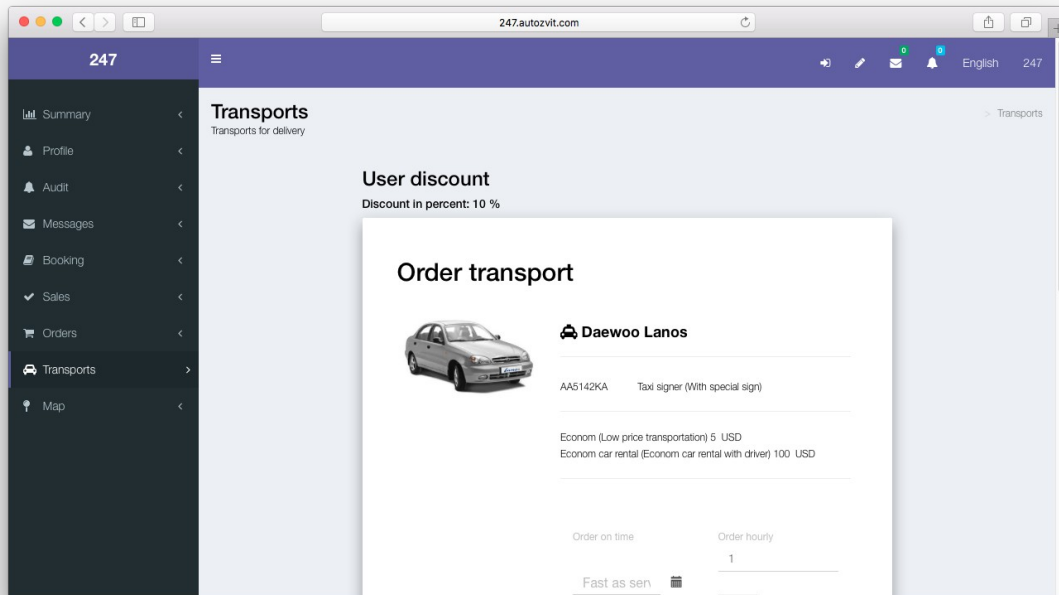 247.autozvit.com
247
0
0
English
247
Summary
Profile
Audit
Messages
Booking
Sales
Orders
Transports
Map
Transports
Transports for delivery
> Transports
User discount
Discount in percent: 10 %
Order transport
Daewoo Lanos
AA5142KA Taxi signer (With special sign)
Econom (Low price transportation) 5 USD
Econom car rental (Econom car rental with driver) 100 USD
Order on time
Order hourly
1
Fast as sen